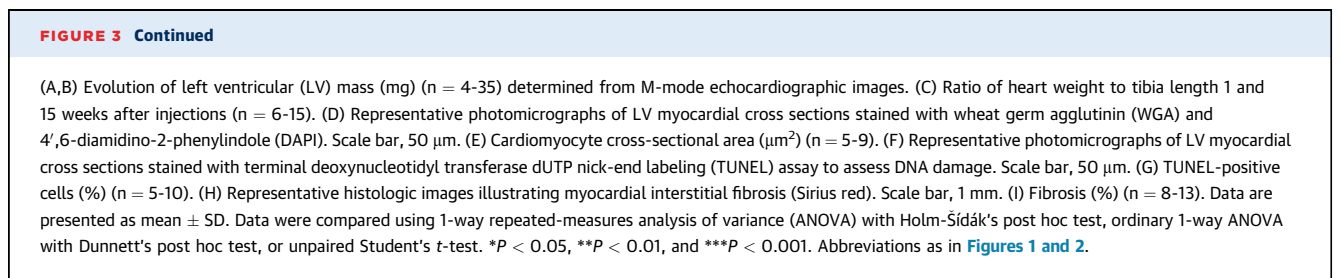 FIGURE 3 Continued
(A,B) Evolution of left ventricular (LV) mass (mg) (n = 4-35) determined from M-mode echocardiographic images. (C) Ratio of heart weight to tibia length 1 and
15 weeks after injections (n = 6-15). (D) Representative photomicrographs of LV myocardial cross sections stained with wheat germ agglutinin (WGA) and
4′,6-diamidino-2-phenylindole (DAPI). Scale bar, 50 μm. (E) Cardiomyocyte cross-sectional area (μm²) (n = 5-9). (F) Representative photomicrographs of LV myocardial
cross sections stained with terminal deoxynucleotidyl transferase dUTP nick-end labeling (TUNEL) assay to assess DNA damage. Scale bar, 50 μm. (G) TUNEL-positive
cells (%) (n = 5-10). (H) Representative histologic images illustrating myocardial interstitial fibrosis (Sirius red). Scale bar, 1 mm. (I) Fibrosis (%) (n = 8-13). Data are
presented as mean ± SD. Data were compared using 1-way repeated-measures analysis of variance (ANOVA) with Holm-Šídák's post hoc test, ordinary 1-way ANOVA
with Dunnett's post hoc test, or unpaired Student's t-test. *P < 0.05, **P < 0.01, and ***P < 0.001. Abbreviations as in Figures 1 and 2.